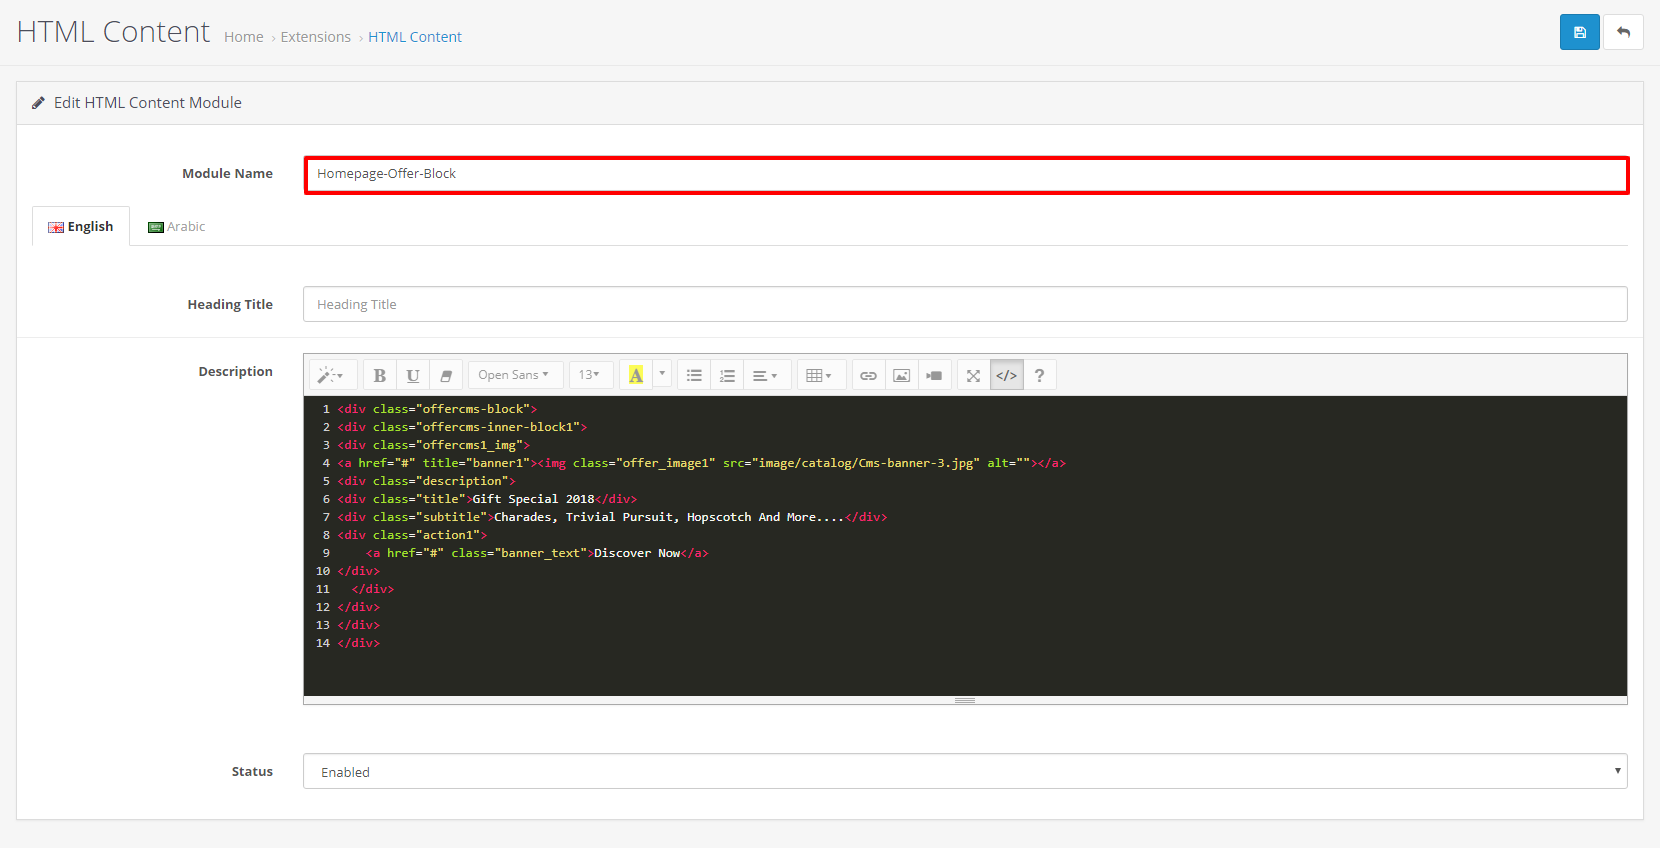 HTML Content Home › Extensions › HTML Content
Edit HTML Content Module
Module Name Homepage-Offer-Block
English Arabic
Heading Title Heading Title
Description
B U Open Sans 13 A </> ?
1 <div class="offercms-block">
2 <div class="offercms-inner-block1">
3 <div class="offercms1_img">
4 <a href="#" title="banner1"><img class="offer_image1" src="image/catalog/Cms-banner-3.jpg" alt=""></a>
5 <div class="description">
6 <div class="title">Gift Special 2018</div>
7 <div class="subtitle">Charades, Trivial Pursuit, Hopscotch And More....</div>
8 <div class="action1">
9     <a href="#" class="banner_text">Discover Now</a>
10 </div>
11   </div>
12 </div>
13 </div>
14 </div>
Status Enabled